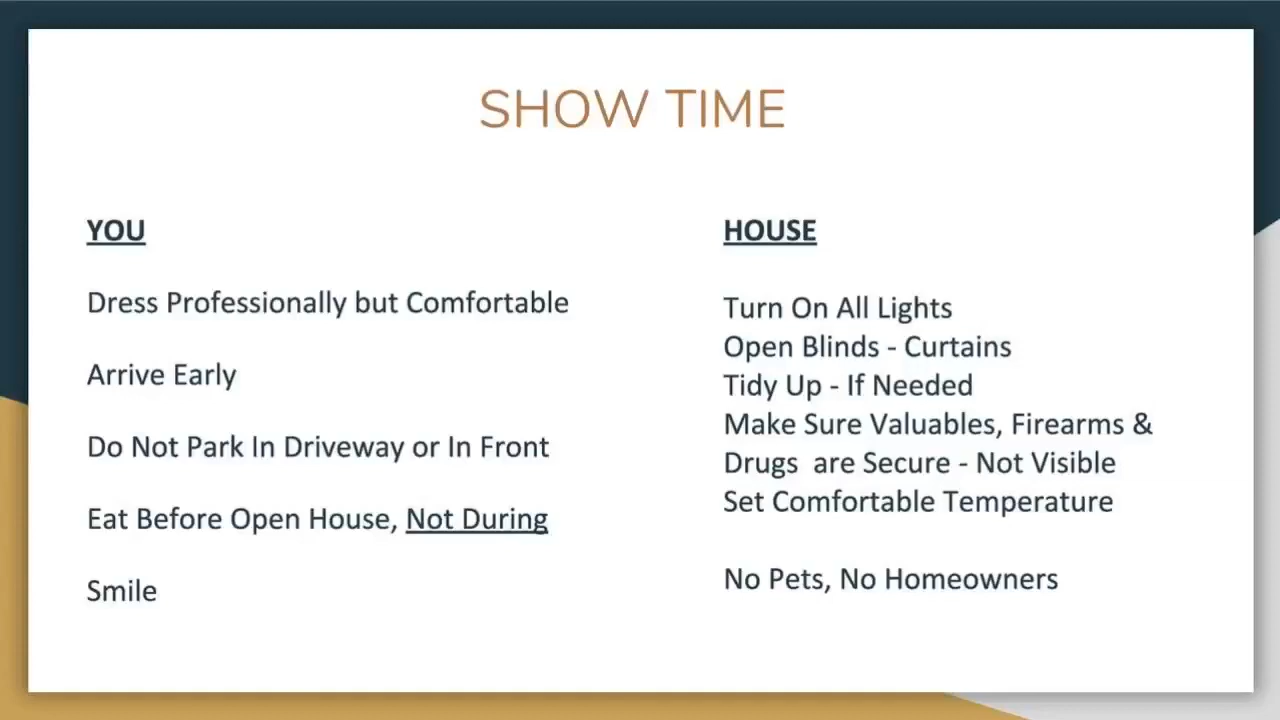 SHOW TIME
YOU
Dress Professionally but Comfortable
Arrive Early
Do Not Park In Driveway or In Front
Eat Before Open House, Not During
Smile
HOUSE
Turn On All Lights
Open Blinds - Curtains
Tidy Up - If Needed
Make Sure Valuables, Firearms &
Drugs  are Secure - Not Visible
Set Comfortable Temperature
No Pets, No Homeowners